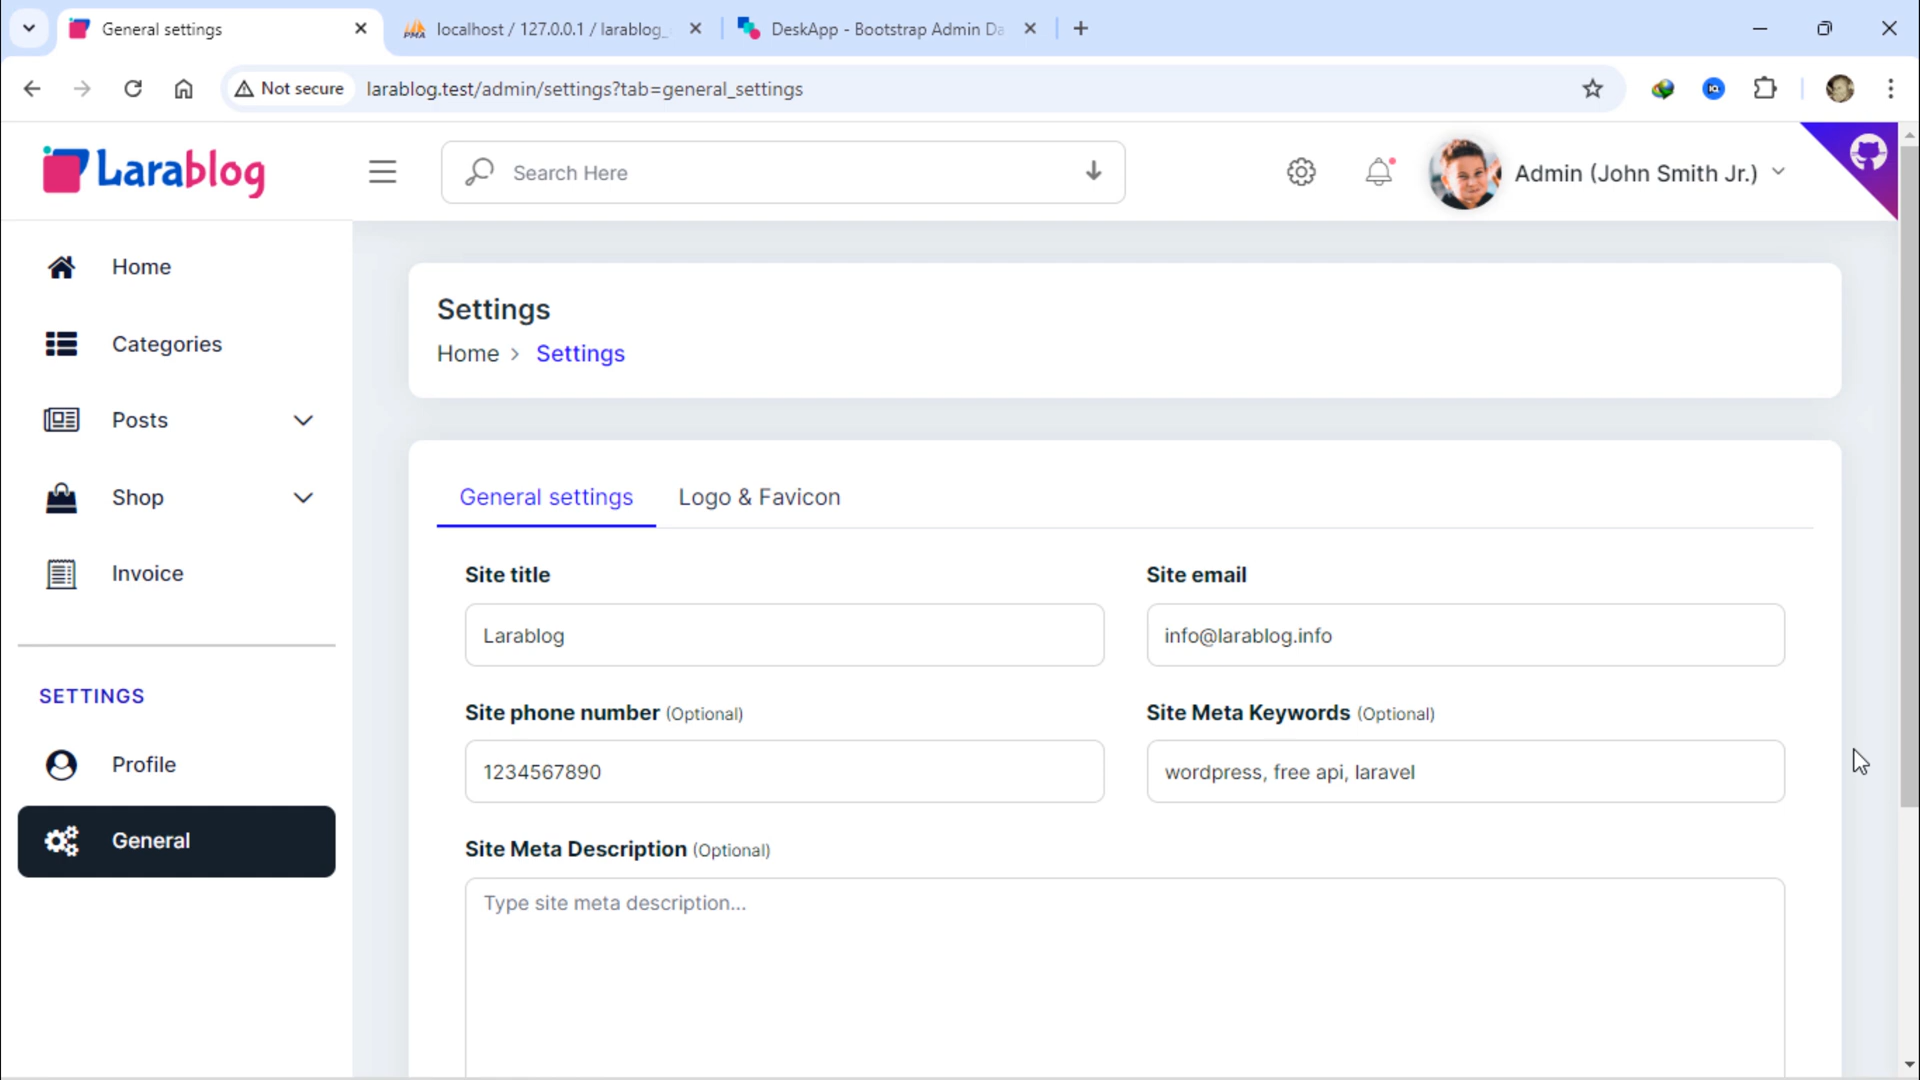 General settings
localhost / 127.0.0.1 / larablog_
DeskApp - Bootstrap Admin Da
Not secure
larablog.test/admin/settings?tab=general_settings
Larablog
Search Here
Admin (John Smith Jr.)
Home
Categories
Posts
Shop
Invoice
SETTINGS
Profile
General
Settings
Home > Settings
General settings
Logo & Favicon
Site title
Site email
Larablog
info@larablog.info
Site phone number (Optional)
Site Meta Keywords (Optional)
1234567890
wordpress, free api, laravel
Site Meta Description (Optional)
Type site meta description...